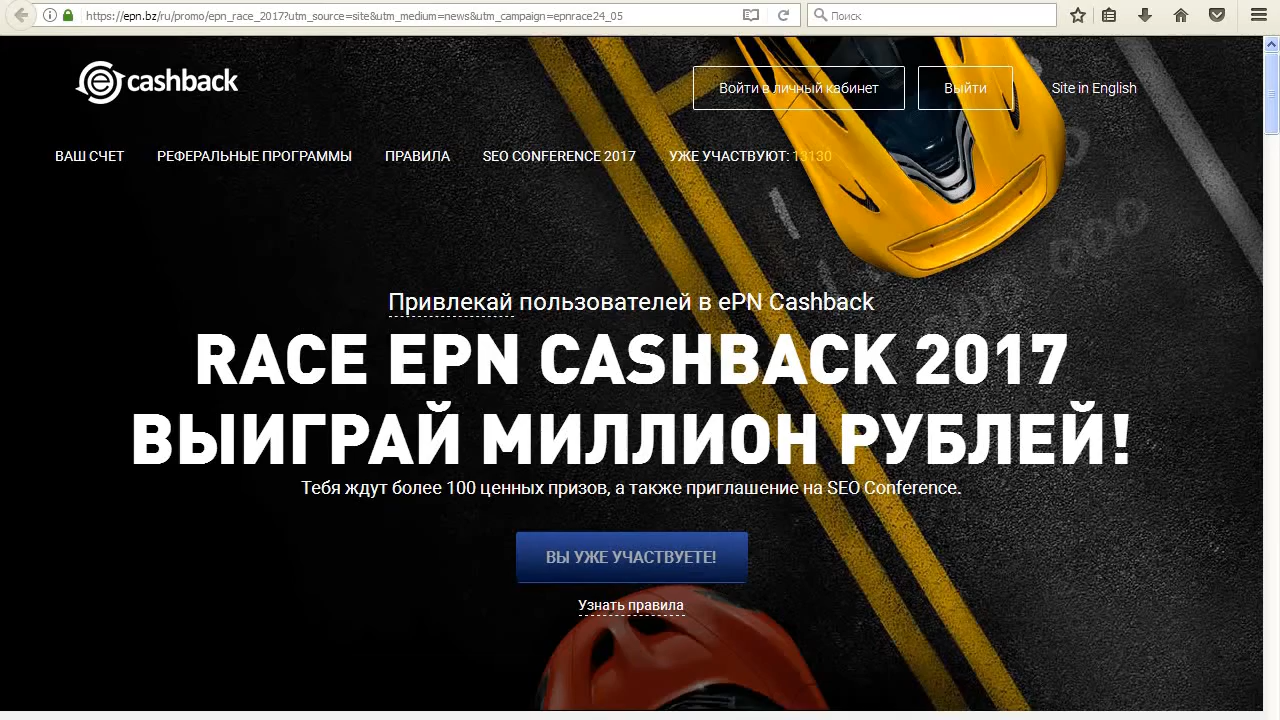 https://epn.bz/ru/promo/epn_race_2017?utm_source=site&utm_medium=news&utm_campaign=epnrace24_05
Поиск
cashback
Войти в личный кабинет
Выйти
Site in English
ВАШ СЧЕТ
РЕФЕРАЛЬНЫЕ ПРОГРАММЫ
ПРАВИЛА
SEO CONFERENCE 2017
УЖЕ УЧАСТВУЮТ: 13130
Привлекай пользователей в ePN Cashback
RACE EPN CASHBACK 2017
ВЫИГРАЙ МИЛЛИОН РУБЛЕЙ!
Тебя ждут более 100 ценных призов, а также приглашение на SEO Conference.
ВЫ УЖЕ УЧАСТВУЕТЕ!
Узнать правила